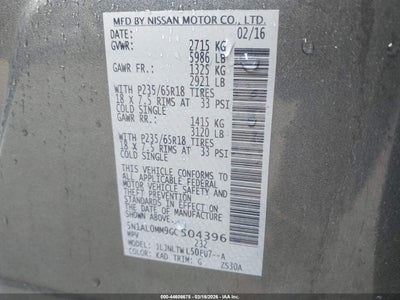 MFD BY NISSAN MOTOR CO., LTD.
DATE: 02/16
GVWR: 2715 KG
5986 LB
GAWR FR.: 1325 KG
2921 LB
WITH P235/65R18 TIRES
18 X 7.5 RIMS AT 33 PSI
COLD SINGLE
GAWR RR.: 1415 KG
3120 LB
WITH P235/65R18 TIRES
18 X 7.5 RIMS AT 33 PSI
COLD SINGLE
THIS VEHICLE CONFORMS TO ALL
APPLICABLE FEDERAL MOTOR
VEHICLE SAFETY AND THEFT
PREVENTION STANDARDS IN
EFFECT ON THE DATE OF
MANUFACTURE SHOWN ABOVE.
5N1AL0MM9GC504396
MPV 232
MODEL:
COLOR: KAD TRIM: G ZS30A
000 - 44606675 - 03/16/2026 - IAAI